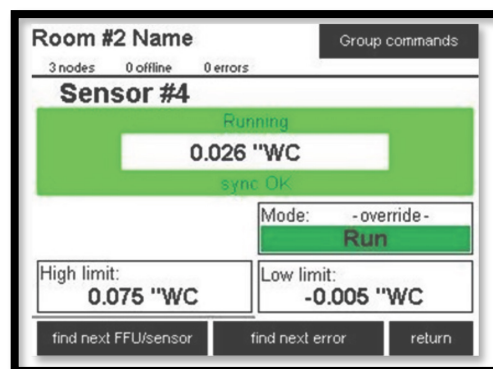 Room #2 Name
Group commands
3 nodes 0 offline 0 errors
Sensor #4
Running
0.026 "WC
sync OK
Mode: -override-
Run
High limit:
0.075 "WC
Low limit:
-0.005 "WC
find next FFU/sensor
find next error
return